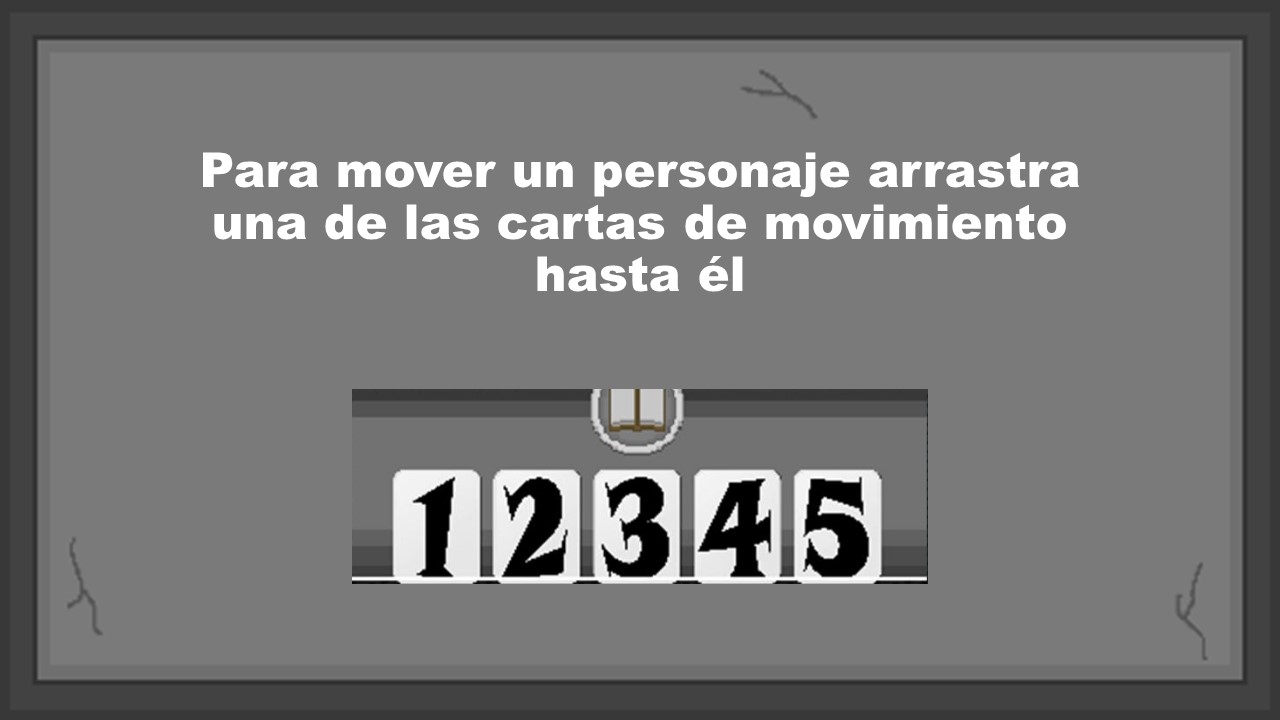 Para mover un personaje arrastra
una de las cartas de movimiento
hasta él
1 2 3 4 5